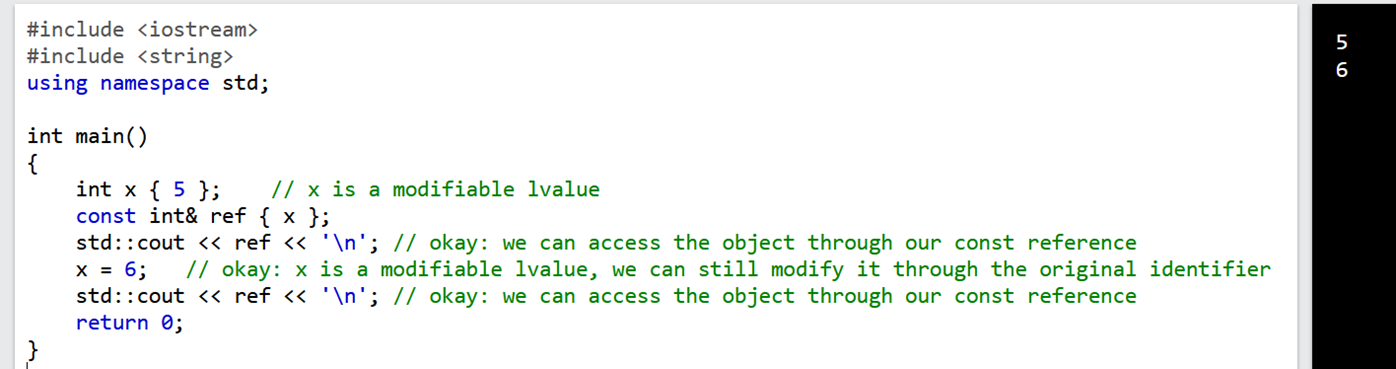 #include <iostream>
#include <string>
using namespace std;

int main()
{
    int x { 5 };    // x is a modifiable lvalue
    const int& ref { x };
    std::cout << ref << '\n'; // okay: we can access the object through our const reference
    x = 6;   // okay: x is a modifiable lvalue, we can still modify it through the original identifier
    std::cout << ref << '\n'; // okay: we can access the object through our const reference
    return 0;
}
5
6